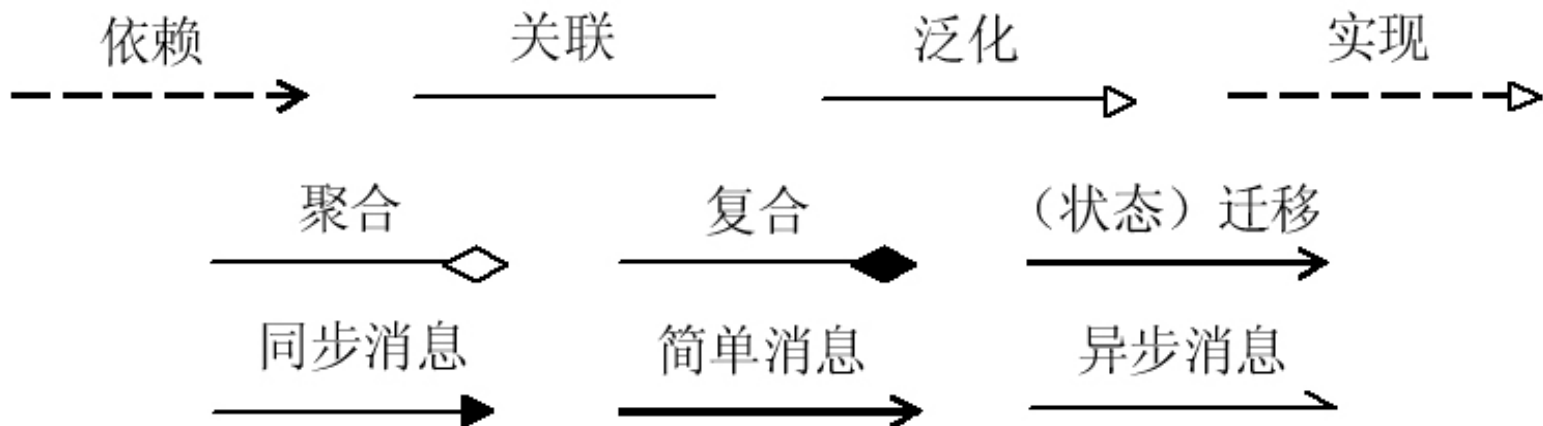 依赖 关联 泛化 实现
聚合 复合 （状态）迁移
同步消息 简单消息 异步消息